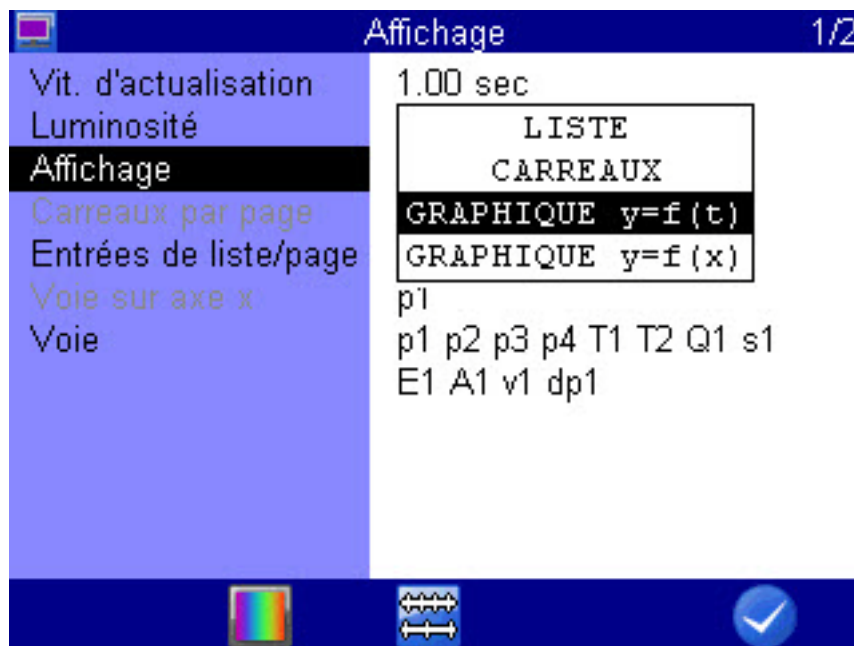 Affichage 1/2
Vit. d'actualisation 1.00 sec
Luminosité LISTE
Affichage CARREAUX
Carreaux par page GRAPHIQUE y=f(t)
Entrées de liste/page GRAPHIQUE y=f(x)
Voie sur axe x p1
Voie p1 p2 p3 p4 T1 T2 Q1 s1
E1 A1 v1 dp1